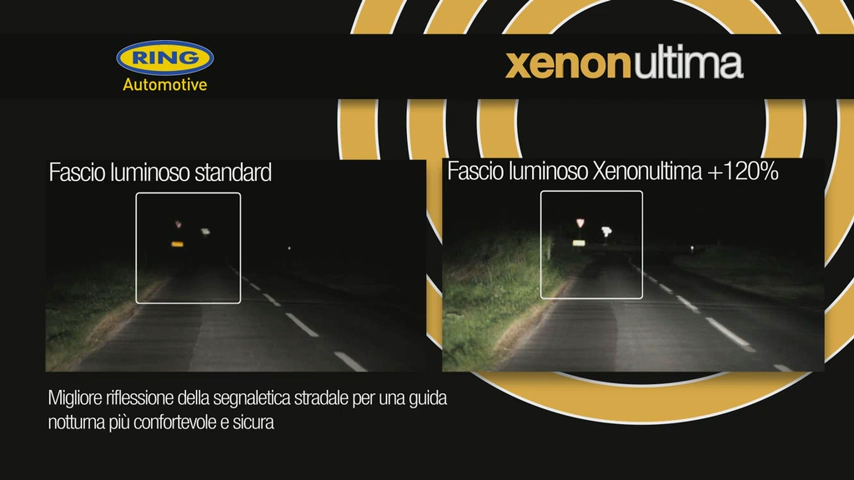 RING
Automotive
xenonultima
Fascio luminoso standard
Fascio luminoso Xenonultima +120%
Migliore riflessione della segnaletica stradale per una guida
notturna più confortevole e sicura